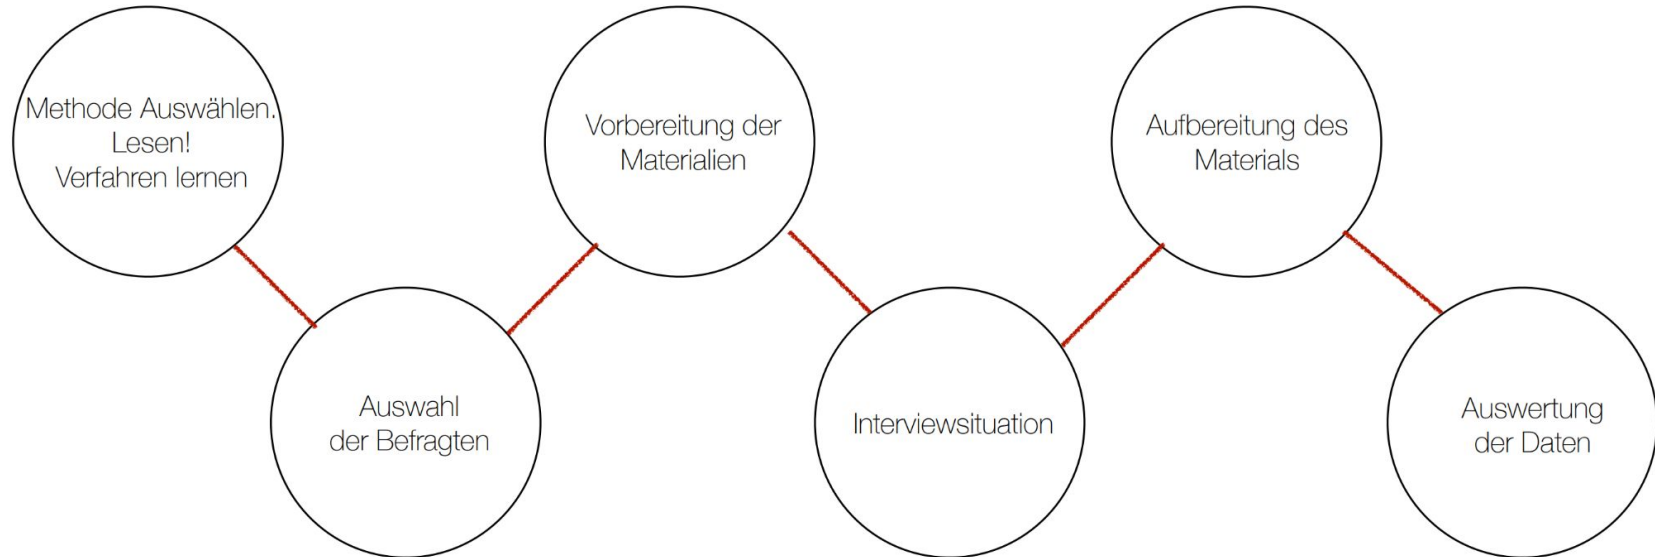 Methode Auswählen.
Lesen!
Verfahren lernen
Auswahl
der Befragten
Vorbereitung der
Materialien
Interviewsituation
Aufbereitung des
Materials
Auswertung
der Daten